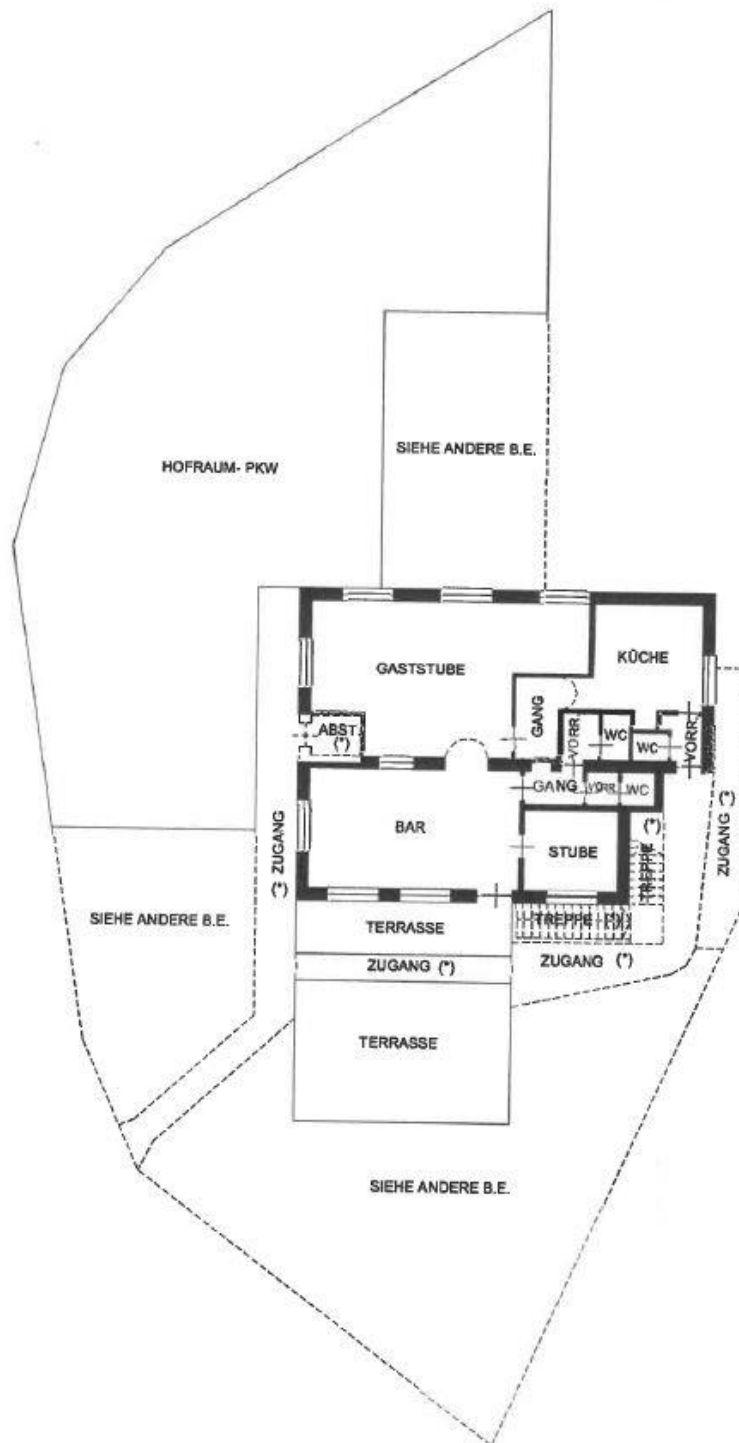 SIEHE ANDERE B.E.
HOFRAUM- PKW
KÜCHE
GASTSTUBE
GANG
VORR.
WC
WC
VORR.
ABST.
(*)
GANG
VORR.
WC
BAR
STUBE
(*) ZUGANG
TREPPE (*)
ZUGANG (*)
SIEHE ANDERE B.E.
TERRASSE
TREPPE (*)
ZUGANG (*)
ZUGANG (*)
TERRASSE
SIEHE ANDERE B.E.